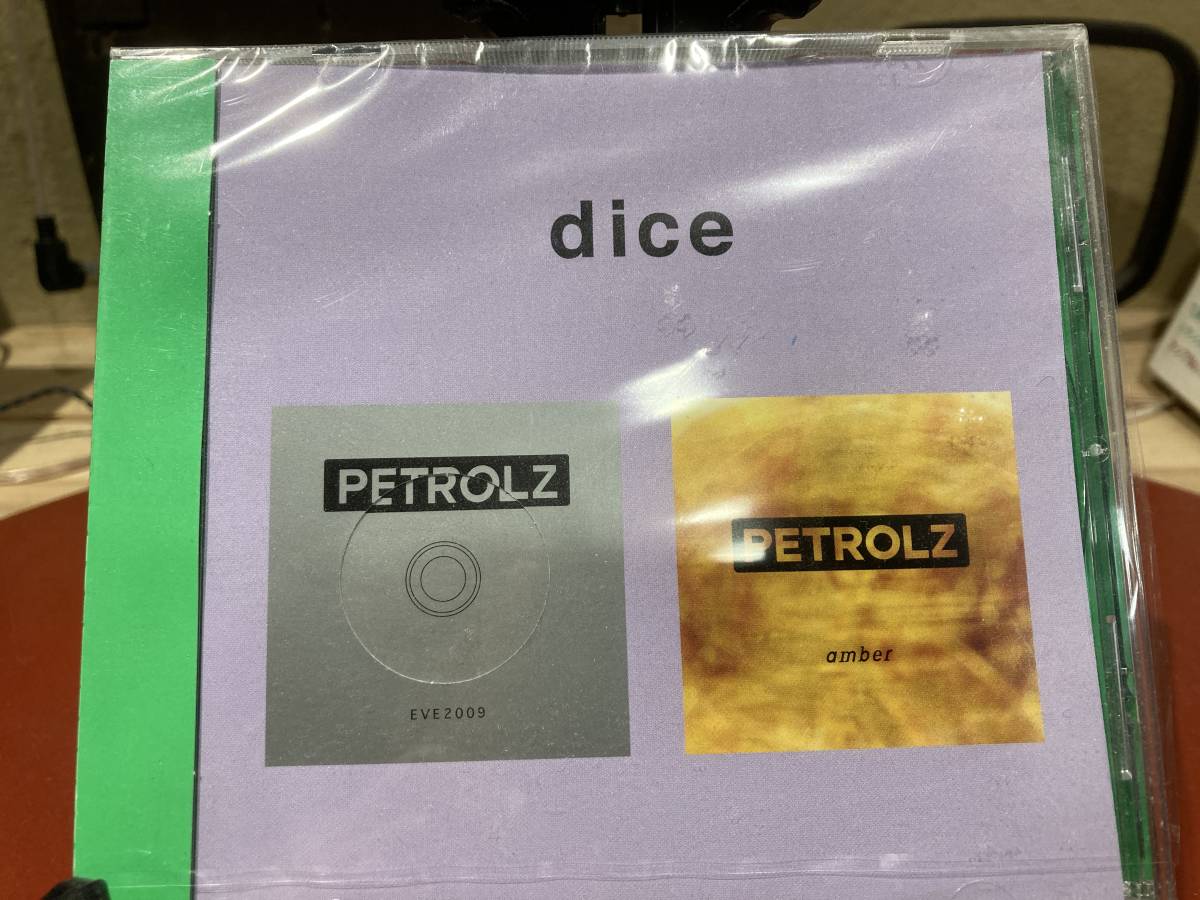 dice
PETROLZ
EVE2009
PETROLZ
amber